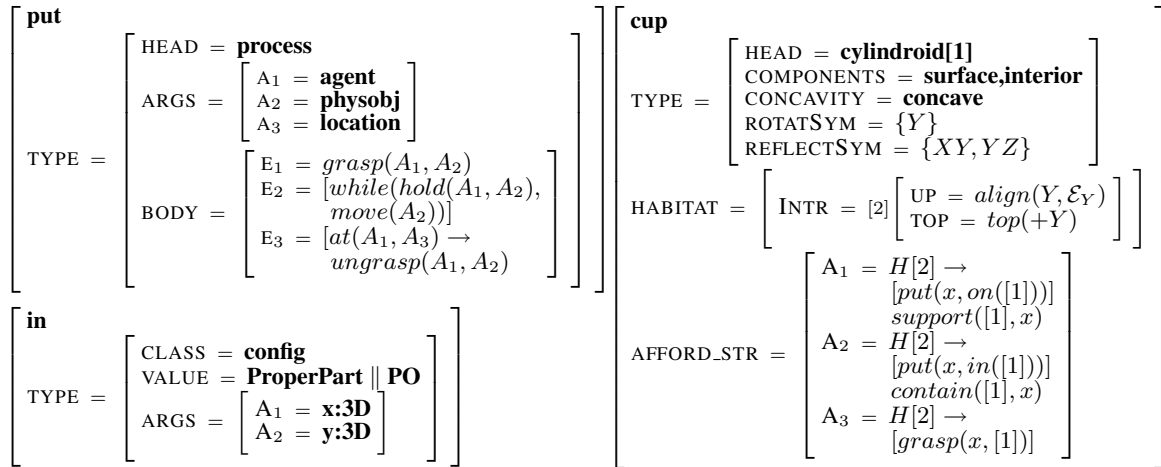 put
TYPE =
HEAD = process
ARGS =
A₁ = agent
A₂ = physobj
A₃ = location
BODY =
E₁ = grasp(A₁, A₂)
E₂ = [while(hold(A₁, A₂),
move(A₂))]
E₃ = [at(A₁, A₃) →
ungrasp(A₁, A₂)
in
TYPE =
CLASS = config
VALUE = ProperPart ∥ PO
ARGS =
A₁ = x:3D
A₂ = y:3D
cup
TYPE =
HEAD = cylindroid[1]
COMPONENTS = surface,interior
CONCAVITY = concave
ROTATSYM = {Y}
REFLECTSYM = {XY, YZ}
HABITAT =
INTR = [2]
UP = align(Y, ℰ_Y)
TOP = top(+Y)
AFFORD_STR =
A₁ = H[2] →
[put(x, on([1]))]
support([1], x)
A₂ = H[2] →
[put(x, in([1]))]
contain([1], x)
A₃ = H[2] →
[grasp(x, [1])]